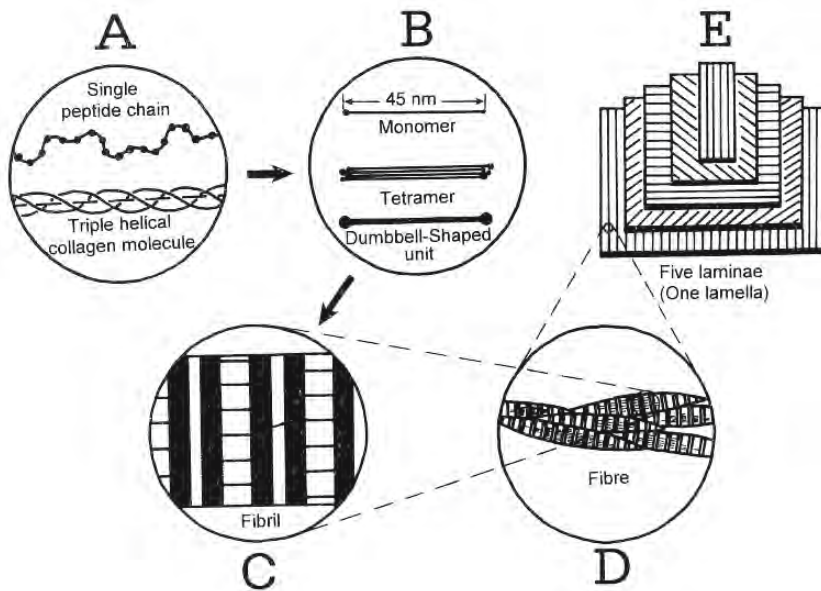 A
Single
peptide chain
Triple helical
collagen molecule
B
45 nm
Monomer
Tetramer
Dumbbell-Shaped
unit
E
Five laminae
(One lamella)
Fibril
C
Fibre
D